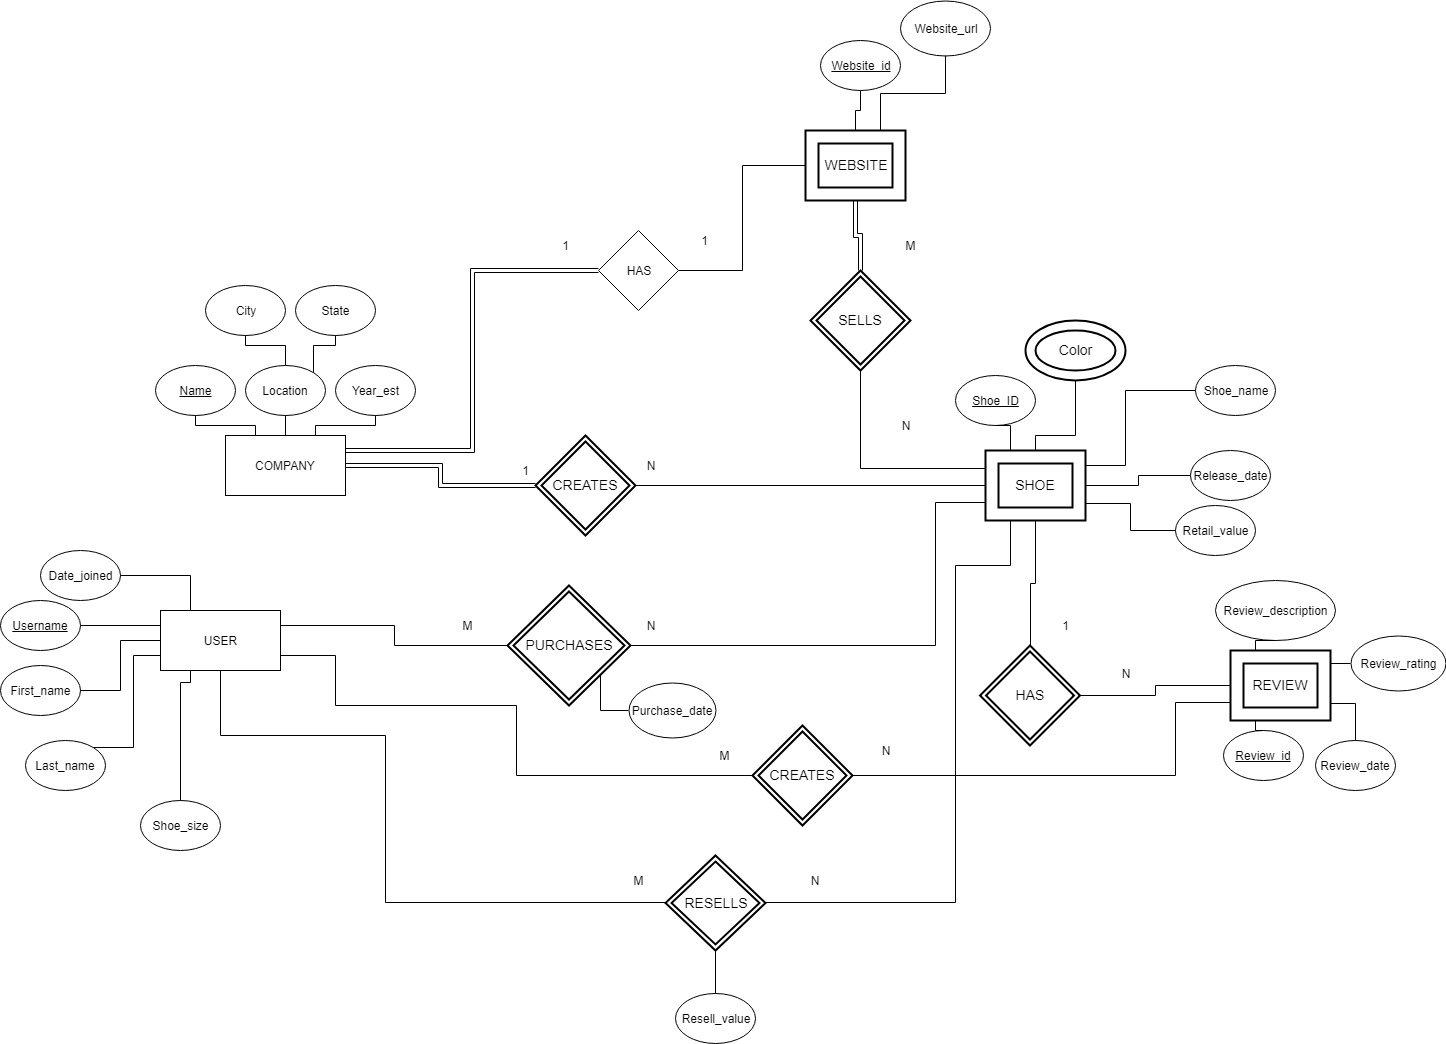 Website_url
Website_id
WEBSITE
1
HAS
1
M
SELLS
N
City
State
Name
Location
Year_est
COMPANY
1
CREATES
N
Color
Shoe_ID
Shoe_name
SHOE
Release_date
Retail_value
Date_joined
Username
USER
First_name
Last_name
Shoe_size
M
PURCHASES
N
Purchase_date
1
HAS
N
Review_description
Review_rating
REVIEW
Review_id
Review_date
M
CREATES
N
M
RESELLS
N
Resell_value